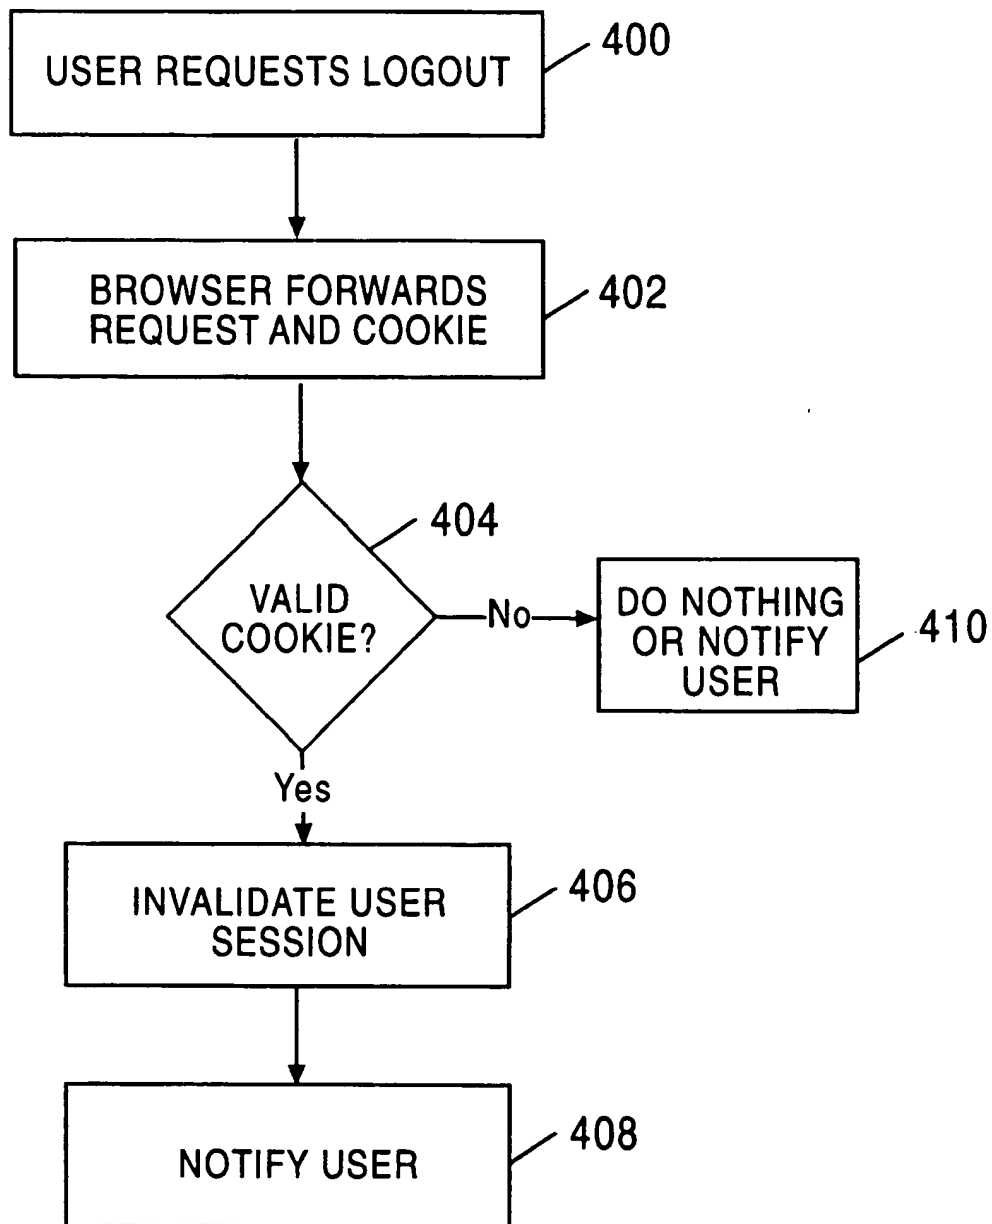 USER REQUESTS LOGOUT
400
BROWSER FORWARDS
REQUEST AND COOKIE
402
404
VALID
COOKIE?
No
DO NOTHING
OR NOTIFY
USER
410
Yes
INVALIDATE USER
SESSION
406
NOTIFY USER
408